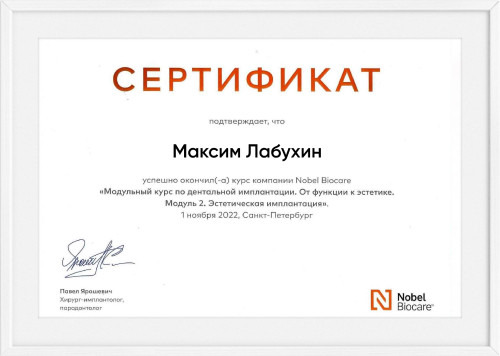 СЕРТИФИКАТ
подтверждает, что
Максим Лабухин
успешно окончил(-а) курс компании Nobel Biocare
«Модульный курс по дентальной имплантации. От функции к эстетике.
Модуль 2. Эстетическая имплантация».
1 ноября 2022, Санкт-Петербург
Павел Ярошевич
Хирург-имплантолог,
пародонтолог
Nobel
Biocare®